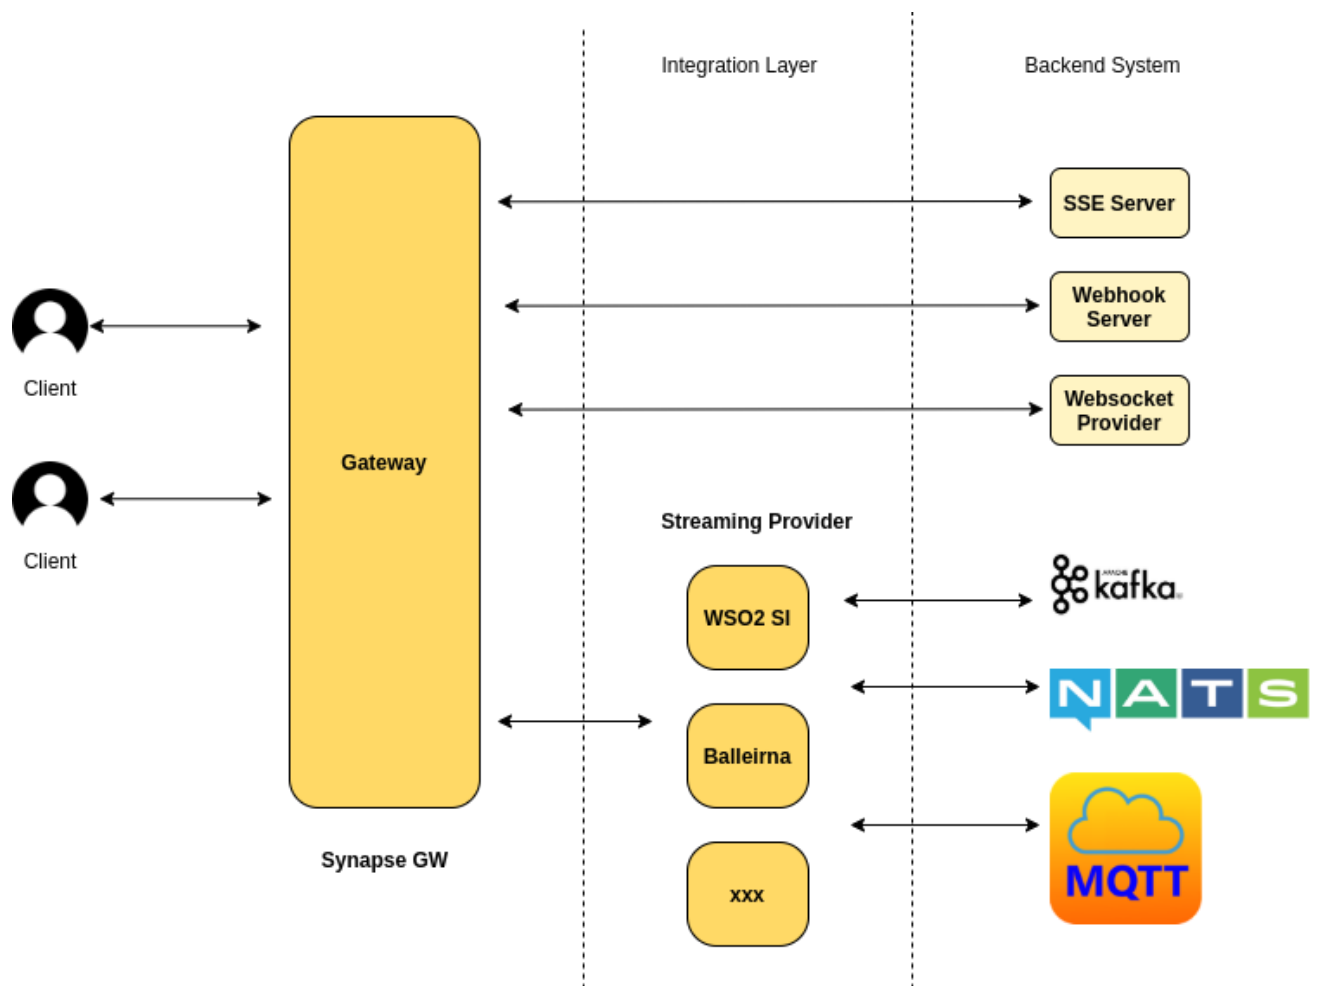 Integration Layer
Backend System
SSE Server
Webhook
Server
Client
Websocket
Provider
Gateway
Streaming Provider
Client
APACHE
kafka
WSO2 SI
NATS
Balleirna
MQTT
Synapse GW
xxx